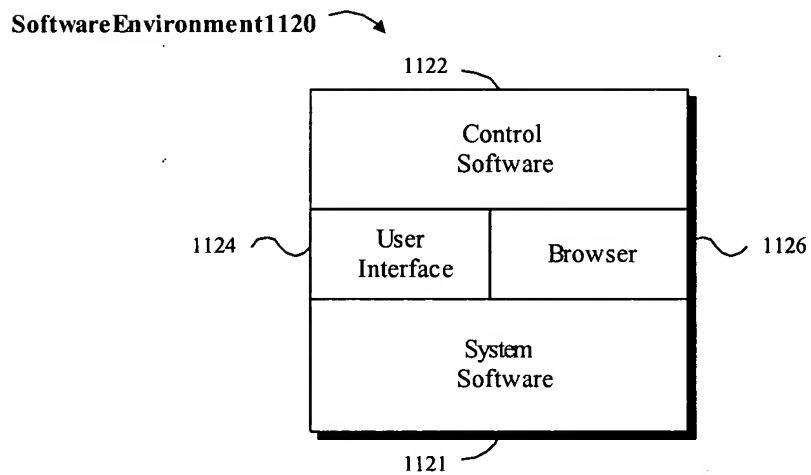 SoftwareEnvironment1120
1122
Control
Software
1124
User
Interface
Browser
1126
System
Software
1121